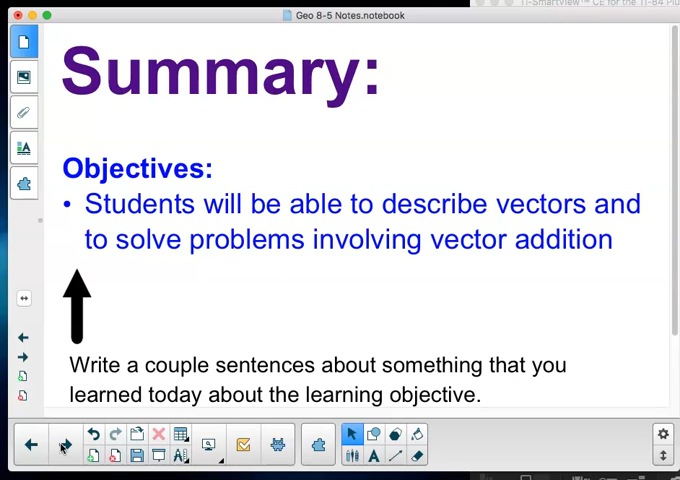 TI-SmartView™ CE for the TI-84 Plu
Geo 8-5 Notes.notebook
Summary:
Objectives:
• Students will be able to describe vectors and
to solve problems involving vector addition
Write a couple sentences about something that you
learned today about the learning objective.